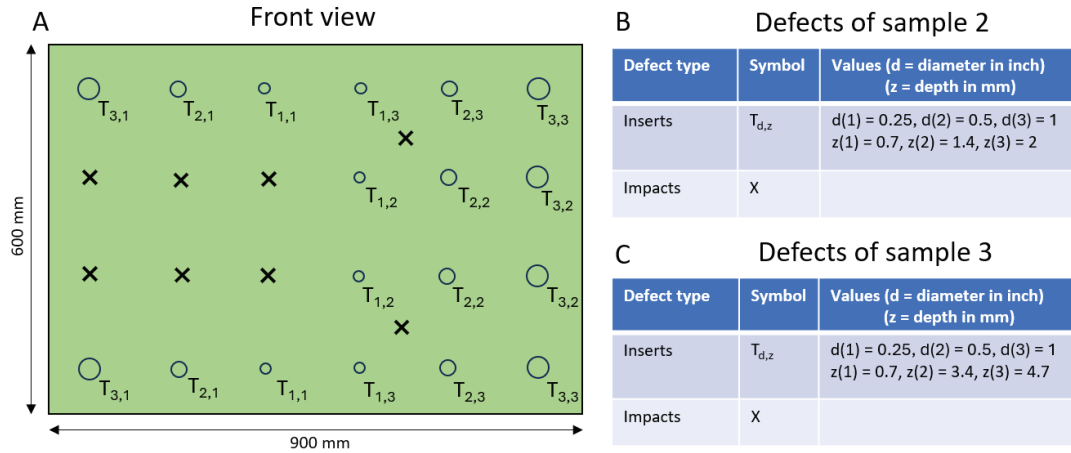 A
Front view
T3,1 T2,1 T1,1 T1,3 T2,3 T3,3
X
X X X
T1,2 T2,2 T3,2
X X X
T1,2 T2,2 T3,2
X
T3,1 T2,1 T1,1 T1,3 T2,3 T3,3
600 mm
900 mm
B
Defects of sample 2
Defect type Symbol Values (d = diameter in inch)
(z = depth in mm)
Inserts Td,z d(1) = 0.25, d(2) = 0.5, d(3) = 1
z(1) = 0.7, z(2) = 1.4, z(3) = 2
Impacts X
C
Defects of sample 3
Defect type Symbol Values (d = diameter in inch)
(z = depth in mm)
Inserts Td,z d(1) = 0.25, d(2) = 0.5, d(3) = 1
z(1) = 0.7, z(2) = 3.4, z(3) = 4.7
Impacts X